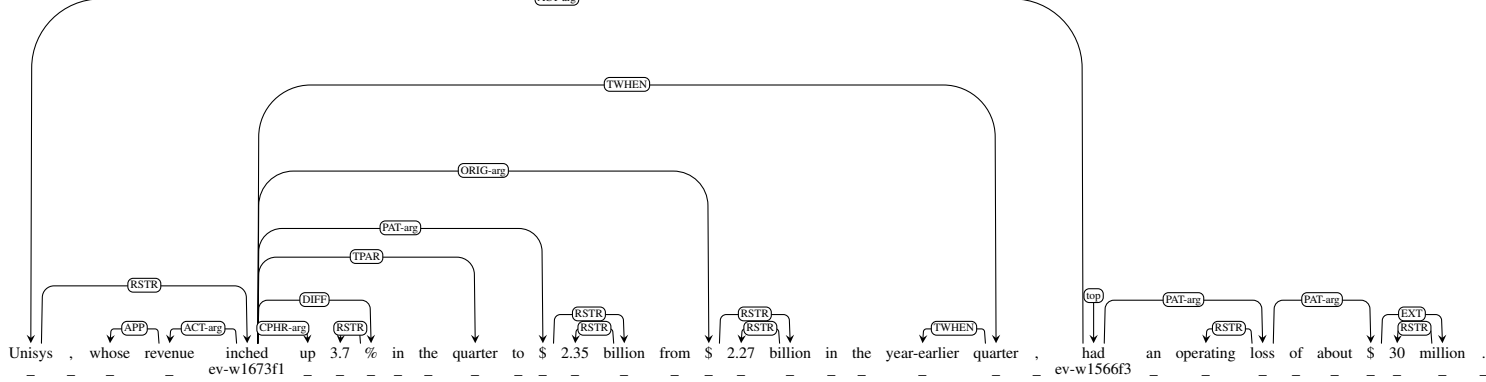 TWHEN
ORIG-arg
PAT-arg
TPAR
RSTR DIFF top PAT-arg PAT-arg
RSTR RSTR EXT
APP ACT-arg CPHR-arg RSTR RSTR RSTR TWHEN RSTR RSTR
Unisys , whose revenue inched up 3.7 % in the quarter to $ 2.35 billion from $ 2.27 billion in the year-earlier quarter , had an operating loss of about $ 30 million .
_ _ _ _ ev-w1673f1 _ _ _ _ _ _ _ _ _ _ _ _ _ _ _ _ _ _ _ ev-w1566f3 _ _ _ _ _ _ _ _ _